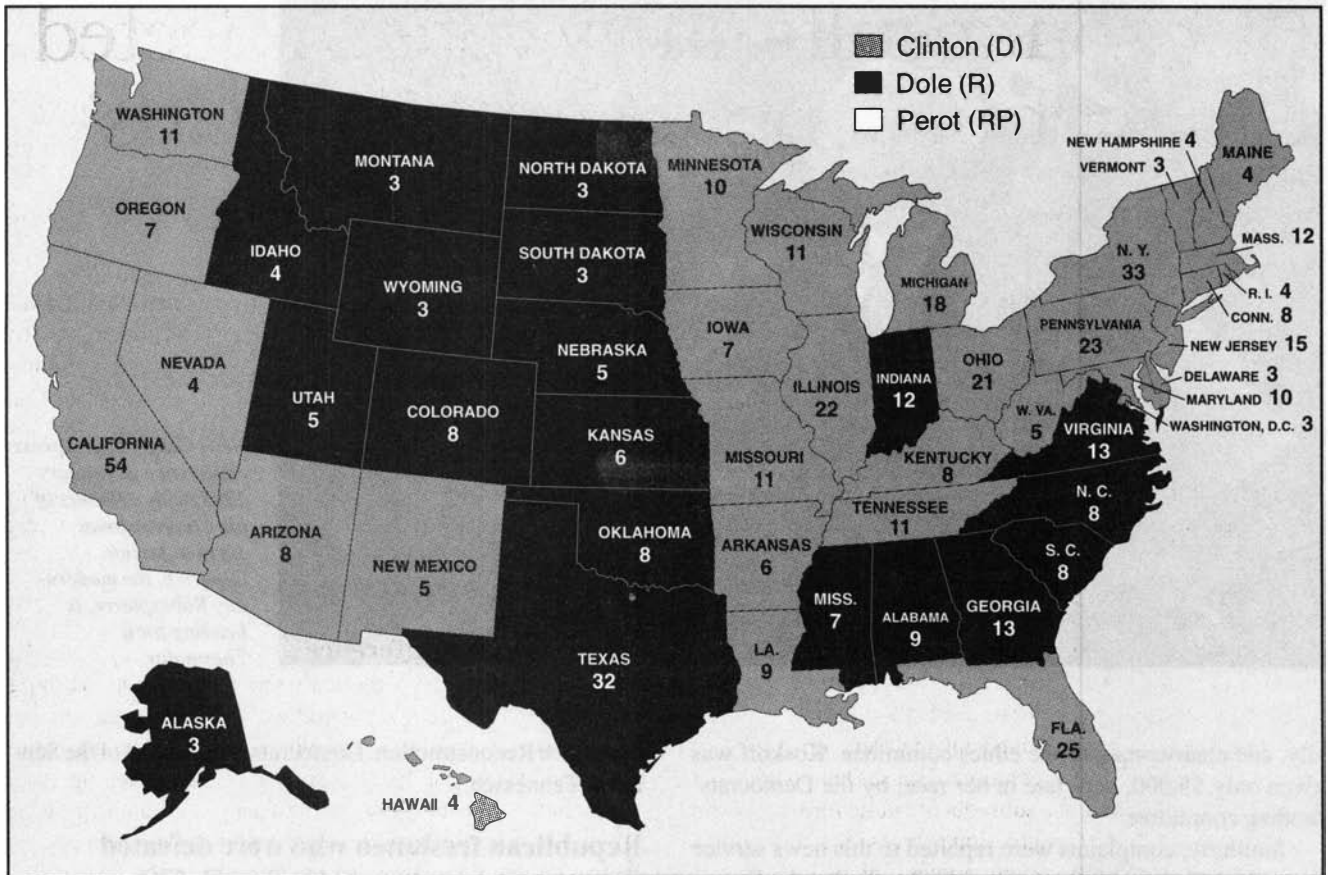 Clinton (D)
Dole (R)
Perot (RP)
WASHINGTON
11
OREGON
7
CALIFORNIA
54
NEVADA
4
IDAHO
4
MONTANA
3
WYOMING
3
UTAH
5
COLORADO
8
ARIZONA
8
NEW MEXICO
5
NORTH DAKOTA
3
SOUTH DAKOTA
3
NEBRASKA
5
KANSAS
6
OKLAHOMA
8
TEXAS
32
MINNESOTA
10
WISCONSIN
11
IOWA
7
ILLINOIS
22
MISSOURI
11
ARKANSAS
6
LA.
9
MICHIGAN
18
INDIANA
12
OHIO
21
KENTUCKY
8
TENNESSEE
11
MISS.
7
ALABAMA
9
GEORGIA
13
FLA.
25
S. C.
8
N. C.
8
VIRGINIA
13
W. VA.
5
PENNSYLVANIA
23
N. Y.
33
NEW HAMPSHIRE 4
VERMONT 3
MAINE
4
MASS. 12
R. I. 4
CONN. 8
NEW JERSEY 15
DELAWARE 3
MARYLAND 10
WASHINGTON, D.C. 3
ALASKA
3
HAWAII 4
Republican freshmen who were defeated